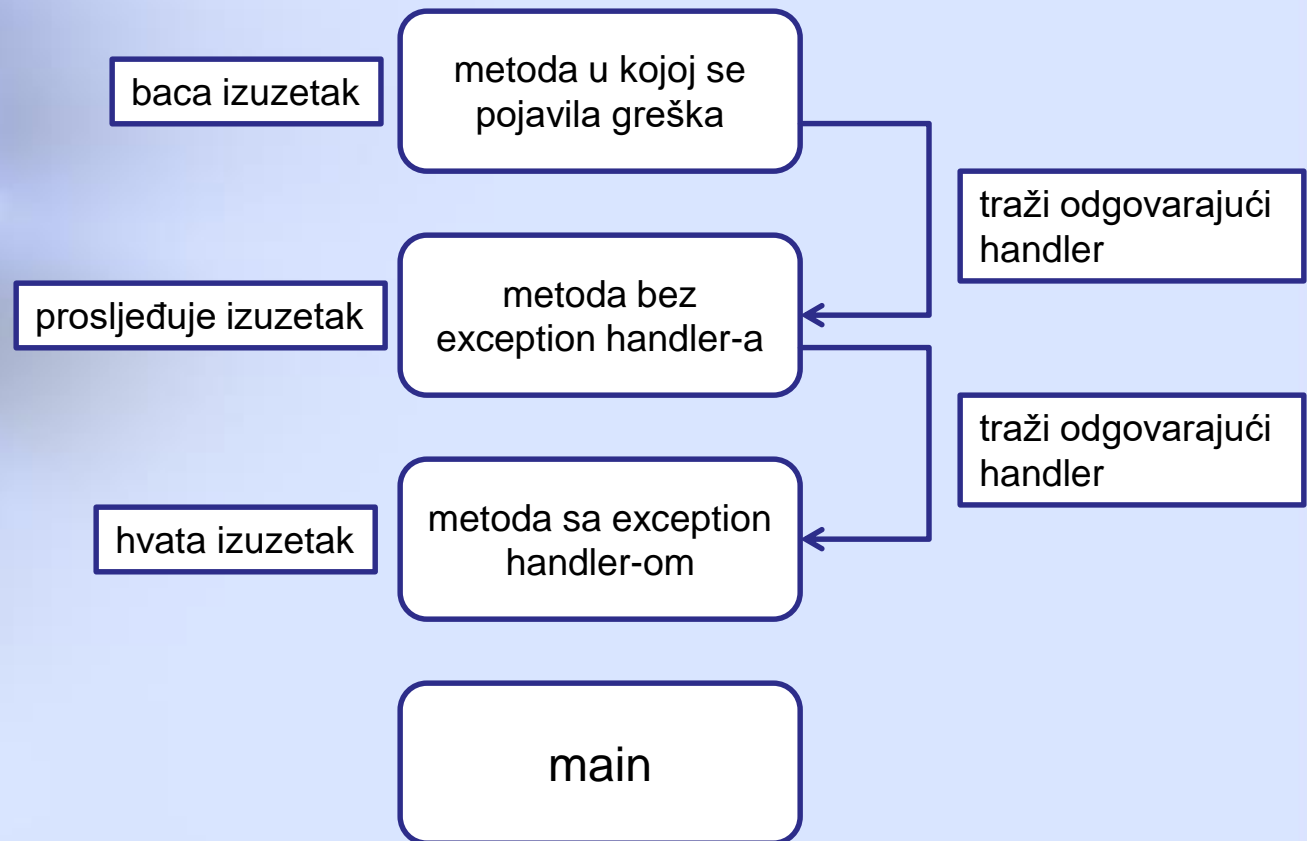 baca izuzetak
metoda u kojoj se
pojavila greška
traži odgovarajući
handler
prosljeđuje izuzetak
metoda bez
exception handler-a
traži odgovarajući
handler
hvata izuzetak
metoda sa exception
handler-om
main